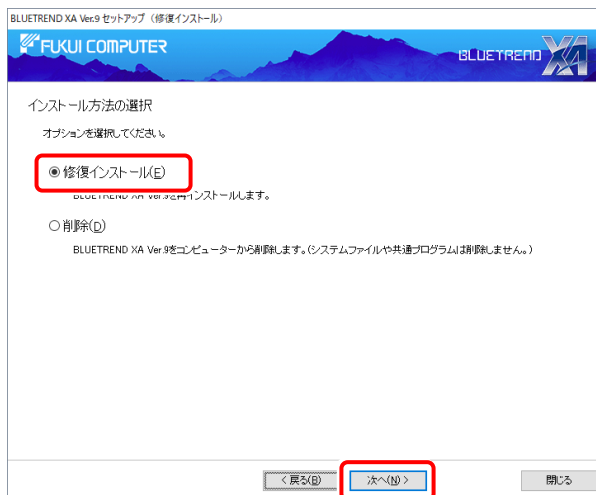 BLUETREND XA Ver.9 セットアップ（修復インストール）
FUKUI COMPUTER
BLUETREND XA
インストール方法の選択
オプションを選択してください。
修復インストール(E)
BLUETREND XA Ver.9を再インストールします。
削除(D)
BLUETREND XA Ver.9をコンピューターから削除します。(システムファイルや共通プログラムは削除しません。)
< 戻る(B)
次へ(N) >
閉じる